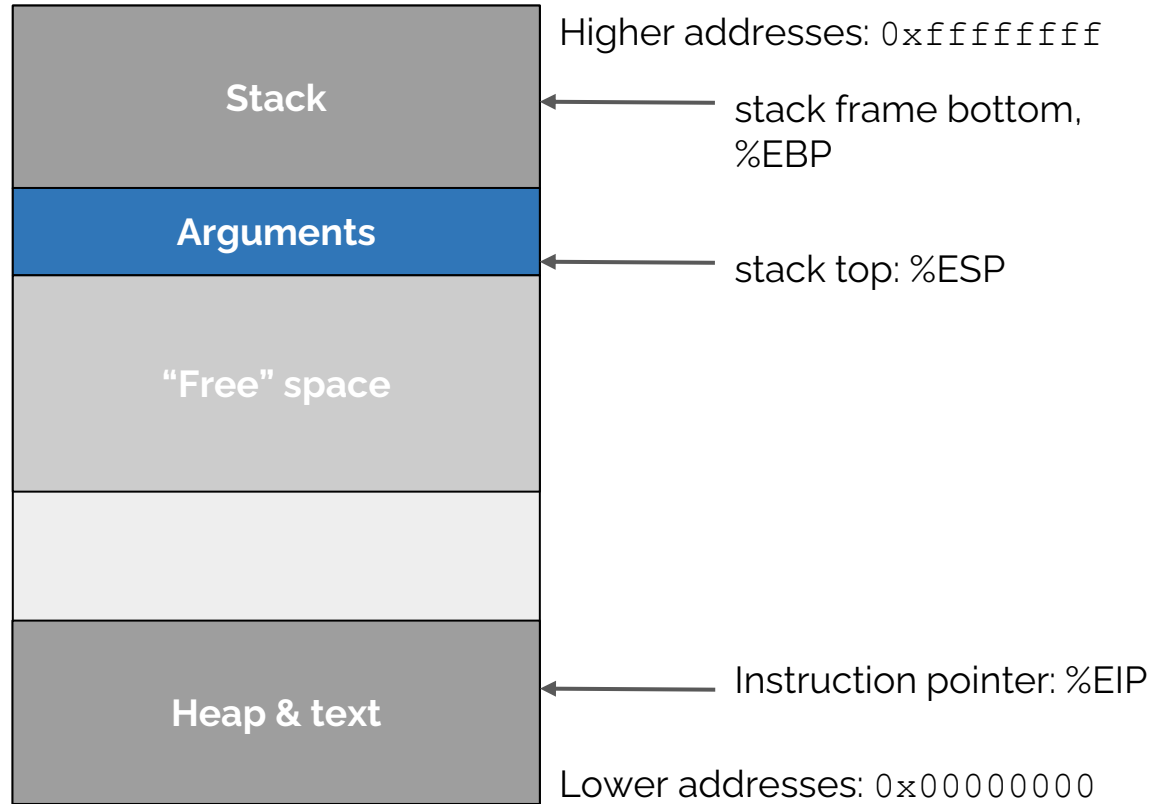 Higher addresses: 0xffffffff
Stack
stack frame bottom,
%EBP
Arguments
stack top: %ESP
“Free” space
Instruction pointer: %EIP
Heap & text
Lower addresses: 0x00000000